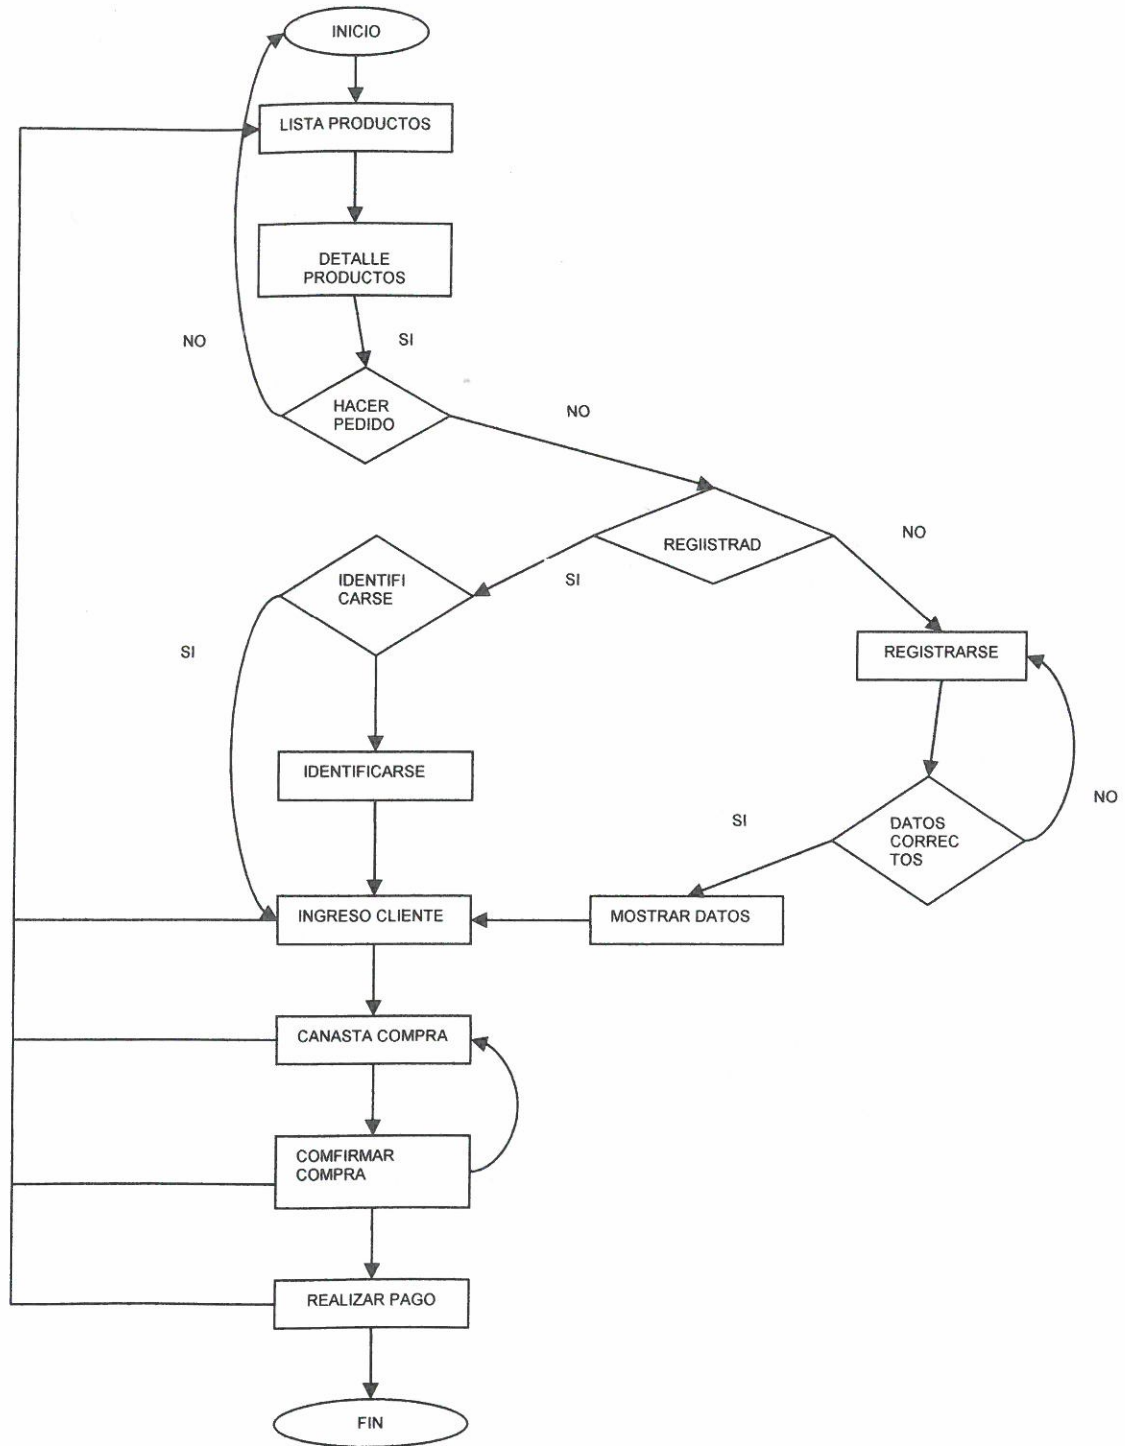 INICIO
LISTA PRODUCTOS
DETALLE
PRODUCTOS
NO
SI
HACER
PEDIDO
NO
REGIISTRAD
NO
SI
IDENTIFI
CARSE
SI
REGISTRARSE
IDENTIFICARSE
NO
SI
DATOS
CORREC
TOS
INGRESO CLIENTE
MOSTRAR DATOS
CANASTA COMPRA
COMFIRMAR
COMPRA
REALIZAR PAGO
FIN